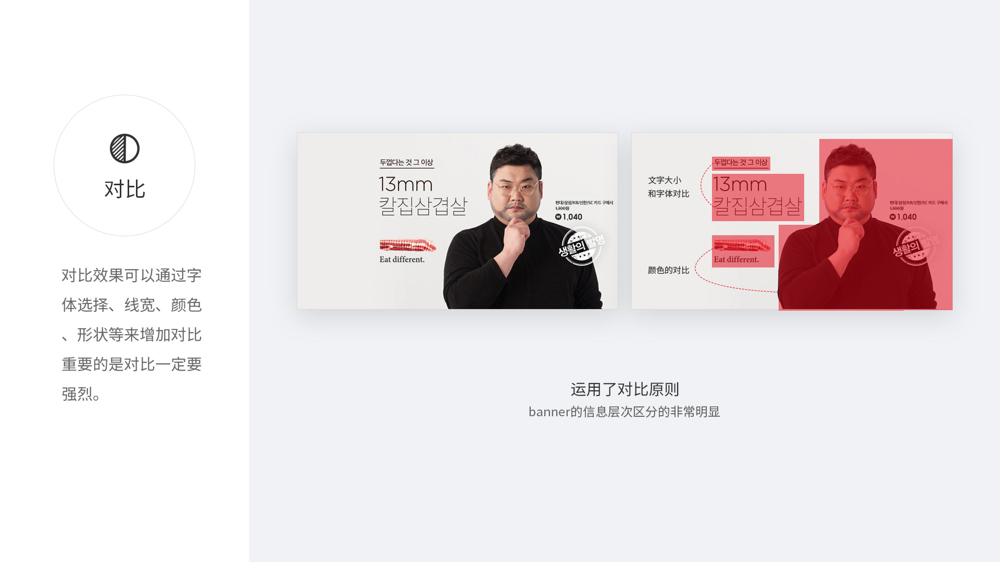 对比
对比效果可以通过字
体选择、线宽、颜色
、形状等来增加对比
重要的是对比一定要
强烈。
두껍다는 것 그 이상
13mm
칼집삼겹살
Eat different.
현대/삼성/KB/신한/SC 카드 구매시
1,300원
₩1,040
생활의 발명
文字大小
和字体对比
颜色的对比
두껍다는 것 그 이상
13mm
칼집삼겹살
Eat different.
현대/삼성/KB/신한/SC 카드 구매시
1,300원
₩1,040
생활의 발명
运用了对比原则
banner的信息层次区分的非常明显